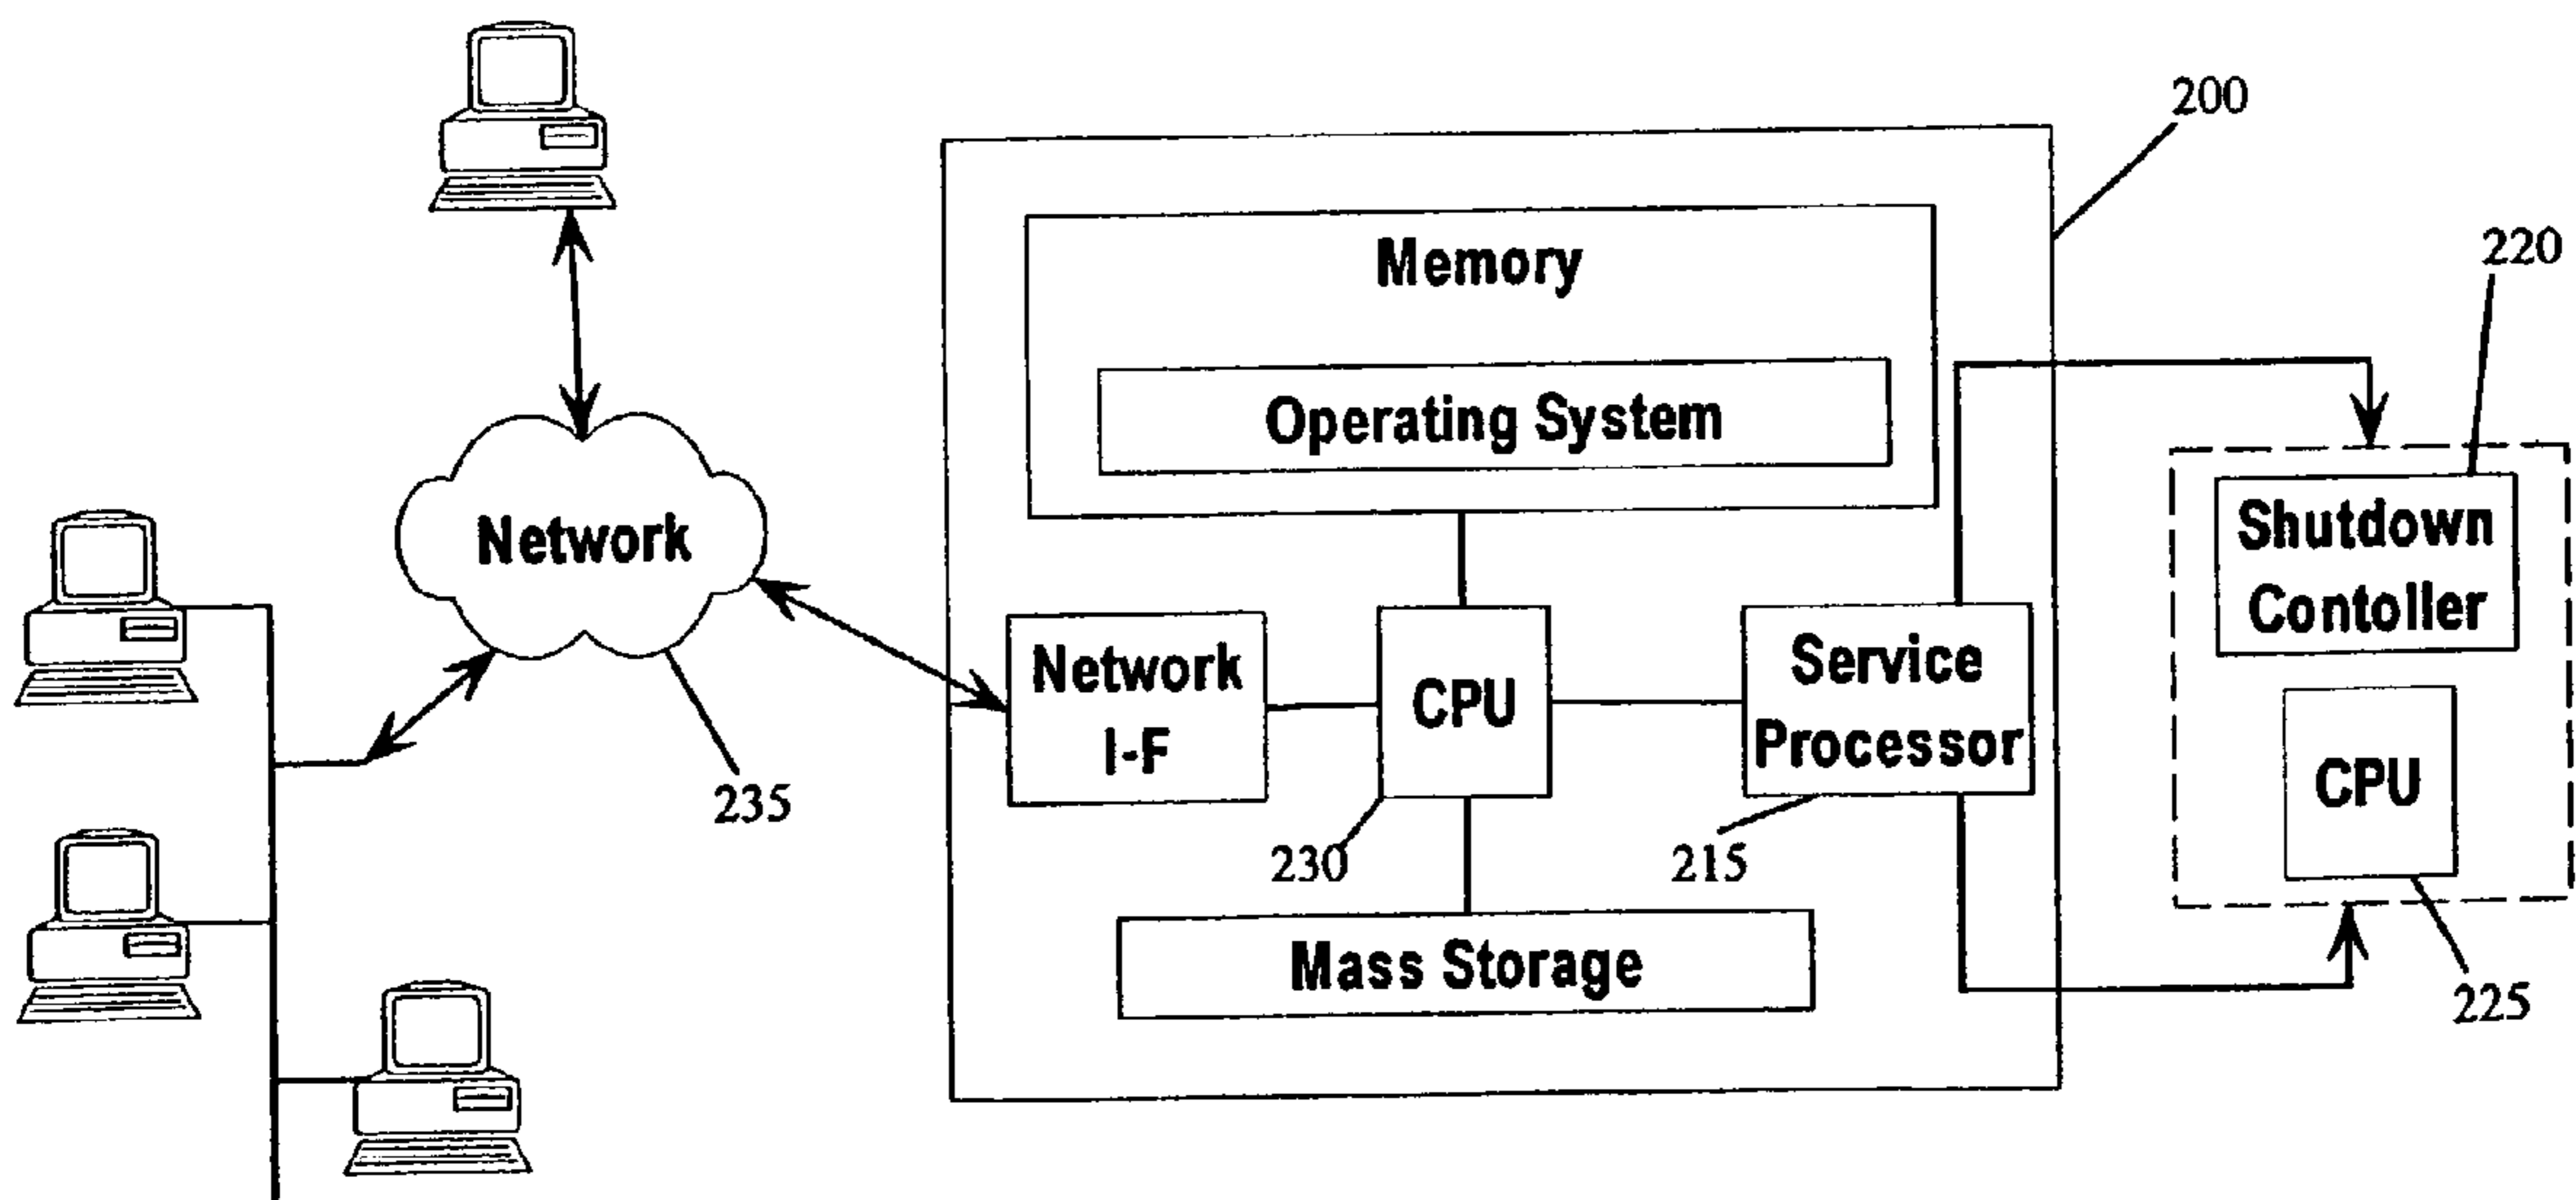 200
220
Memory
Operating System
Network
Shutdown
Contoller
Network
I-F
CPU
Service
Processor
CPU
235
230
215
Mass Storage
225